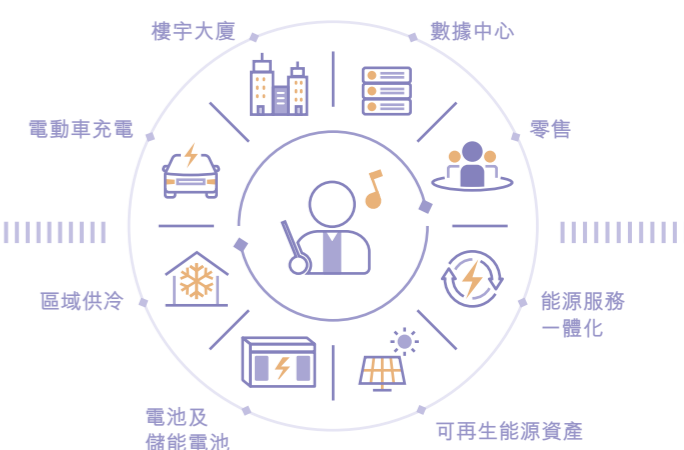 樓宇大廈
數據中心
電動車充電
零售
區域供冷
能源服務
一體化
電池及
儲能電池
可再生能源資產